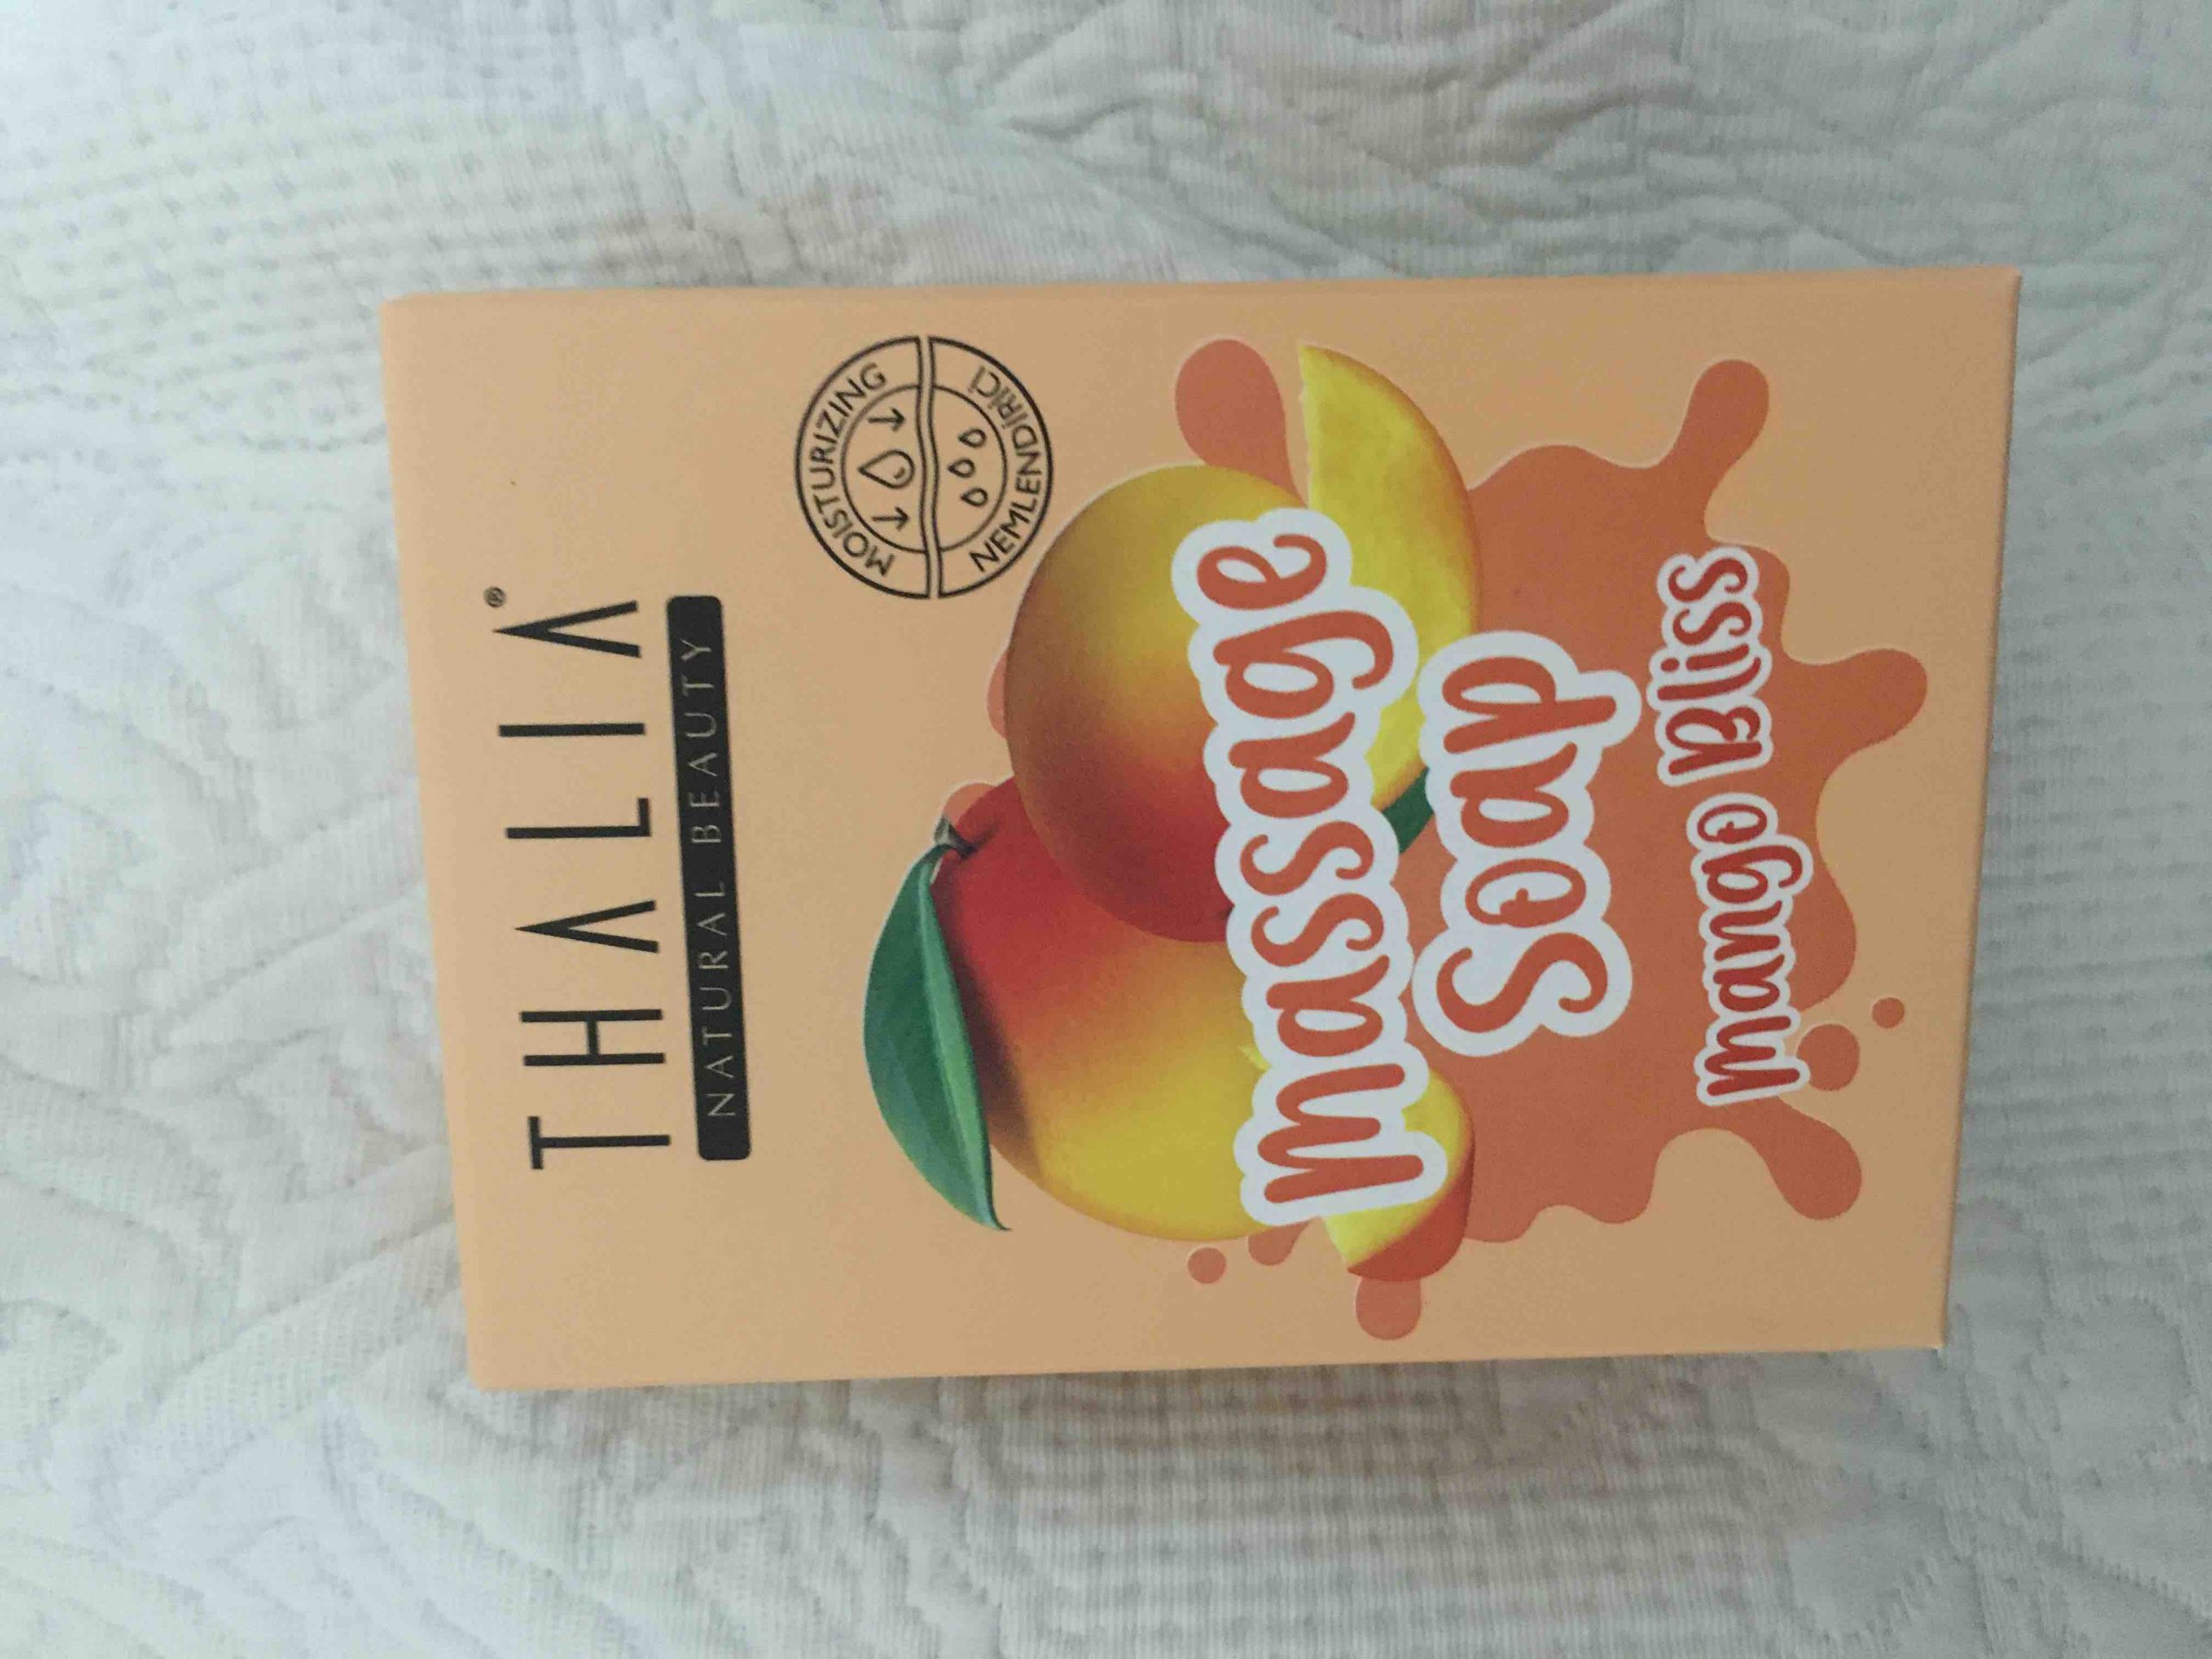 THALIA®
NATURAL BEAUTY
MOISTURIZING
NEMLENDİRİCİ
massage
Soap
mango Bliss